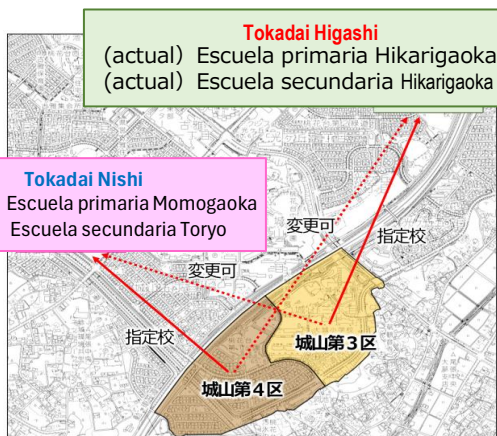 Tokadai Higashi
(actual) Escuela primaria Hikarigaoka
(actual) Escuela secundaria Hikarigaoka
Tokadai Nishi
Escuela primaria Momogaoka
Escuela secundaria Toryo
変更可
指定校
変更可
指定校
城山第3区
城山第4区